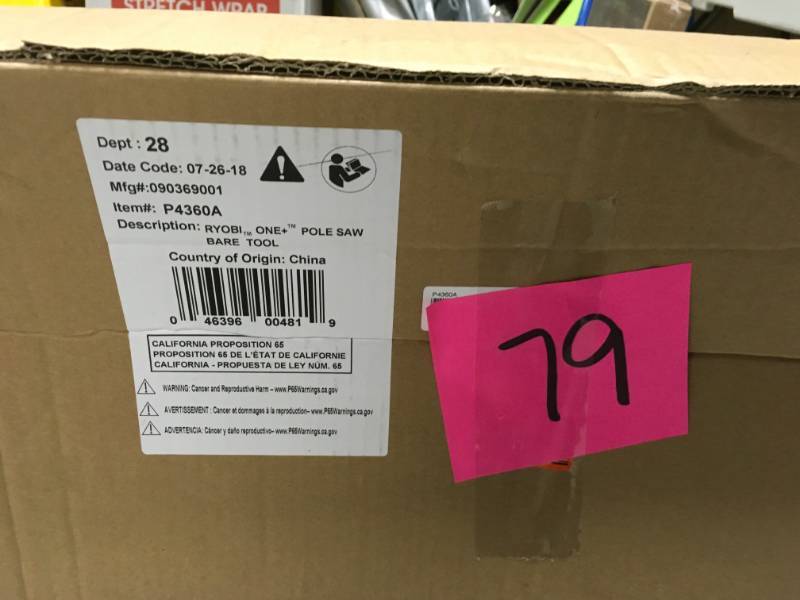 STRETCH WRAP
Dept : 28
Date Code: 07-26-18
Mfg#:090369001
Item#: P4360A
Description: RYOBI™ ONE+™ POLE SAW
BARE TOOL
Country of Origin: China
0 46396 00481 9
CALIFORNIA PROPOSITION 65
PROPOSITION 65 DE L'ÉTAT DE CALIFORNIE
CALIFORNIA - PROPUESTA DE LEY NÚM. 65
WARNING: Cancer and Reproductive Harm – www.P65Warnings.ca.gov
AVERTISSEMENT : Cancer et dommages à la reproduction– www.P65Warnings.ca.gov
ADVERTENCIA: Cáncer y daño reproductivo– www.P65Warnings.ca.gov
P4360A
79